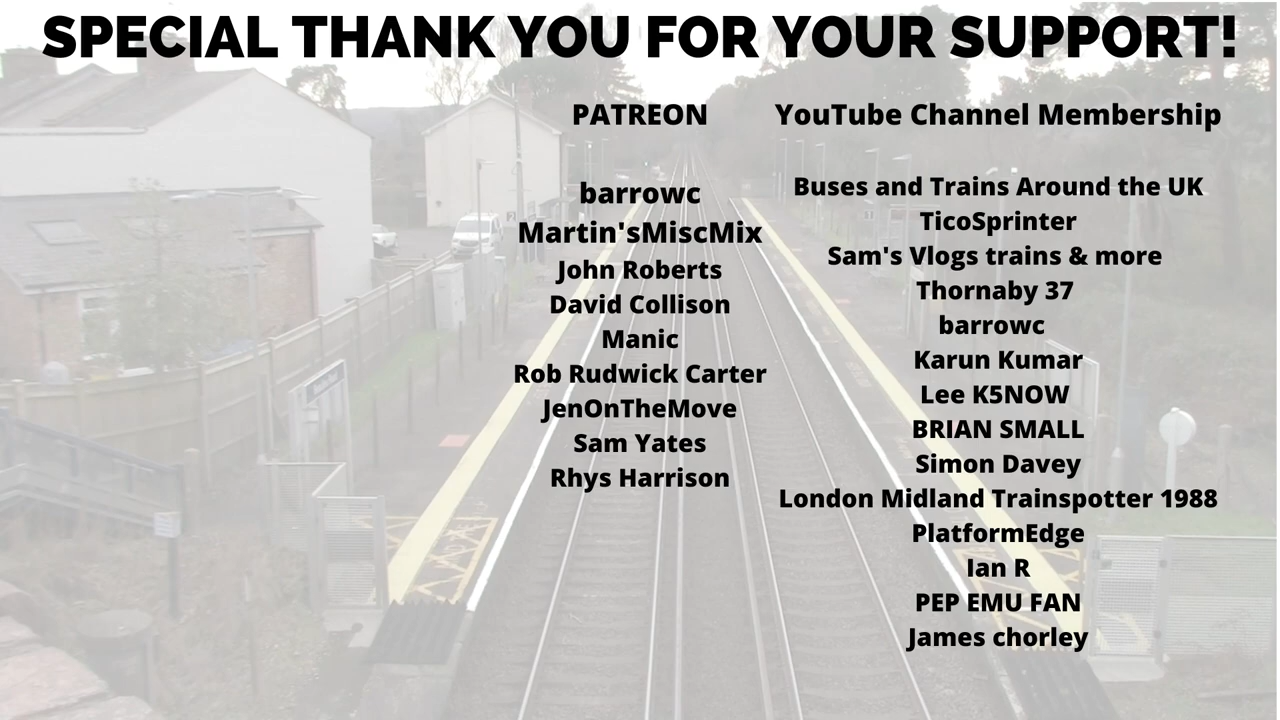 SPECIAL THANK YOU FOR YOUR SUPPORT!
PATREON
barrowc
Martin'sMiscMix
John Roberts
David Collison
Manic
Rob Rudwick Carter
JenOnTheMove
Sam Yates
Rhys Harrison
YouTube Channel Membership
Buses and Trains Around the UK
TicoSprinter
Sam's Vlogs trains & more
Thornaby 37
barrowc
Karun Kumar
Lee K5NOW
BRIAN SMALL
Simon Davey
London Midland Trainspotter 1988
PlatformEdge
Ian R
PEP EMU FAN
James chorley